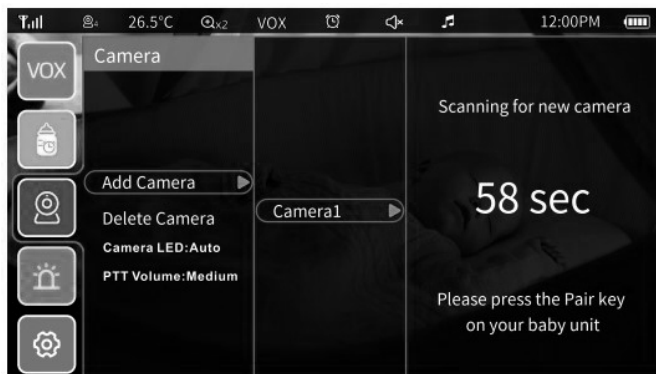 4 26.5°C x2 VOX 12:00PM
VOX
Camera
Add Camera
Delete Camera
Camera LED:Auto
PTT Volume:Medium
Camera1
Scanning for new camera
58 sec
Please press the Pair key
on your baby unit